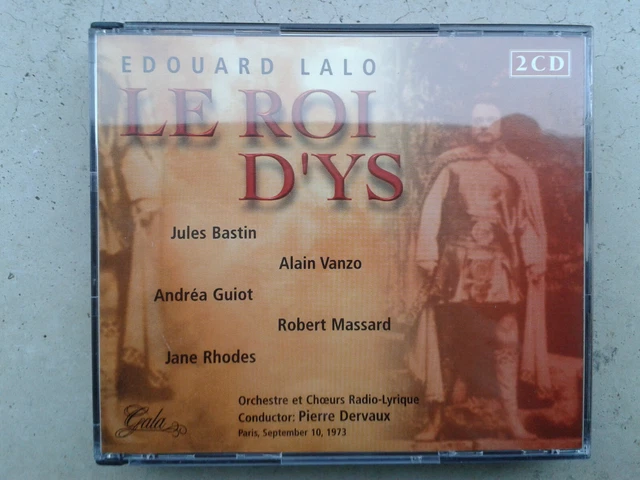 EDOUARD LALO
2CD
LE ROI
D'YS
Jules Bastin
Alain Vanzo
Andréa Guiot
Robert Massard
Jane Rhodes
Orchestre et Chœurs Radio-Lyrique
Conductor: Pierre Dervaux
Paris, September 10, 1973
Gala